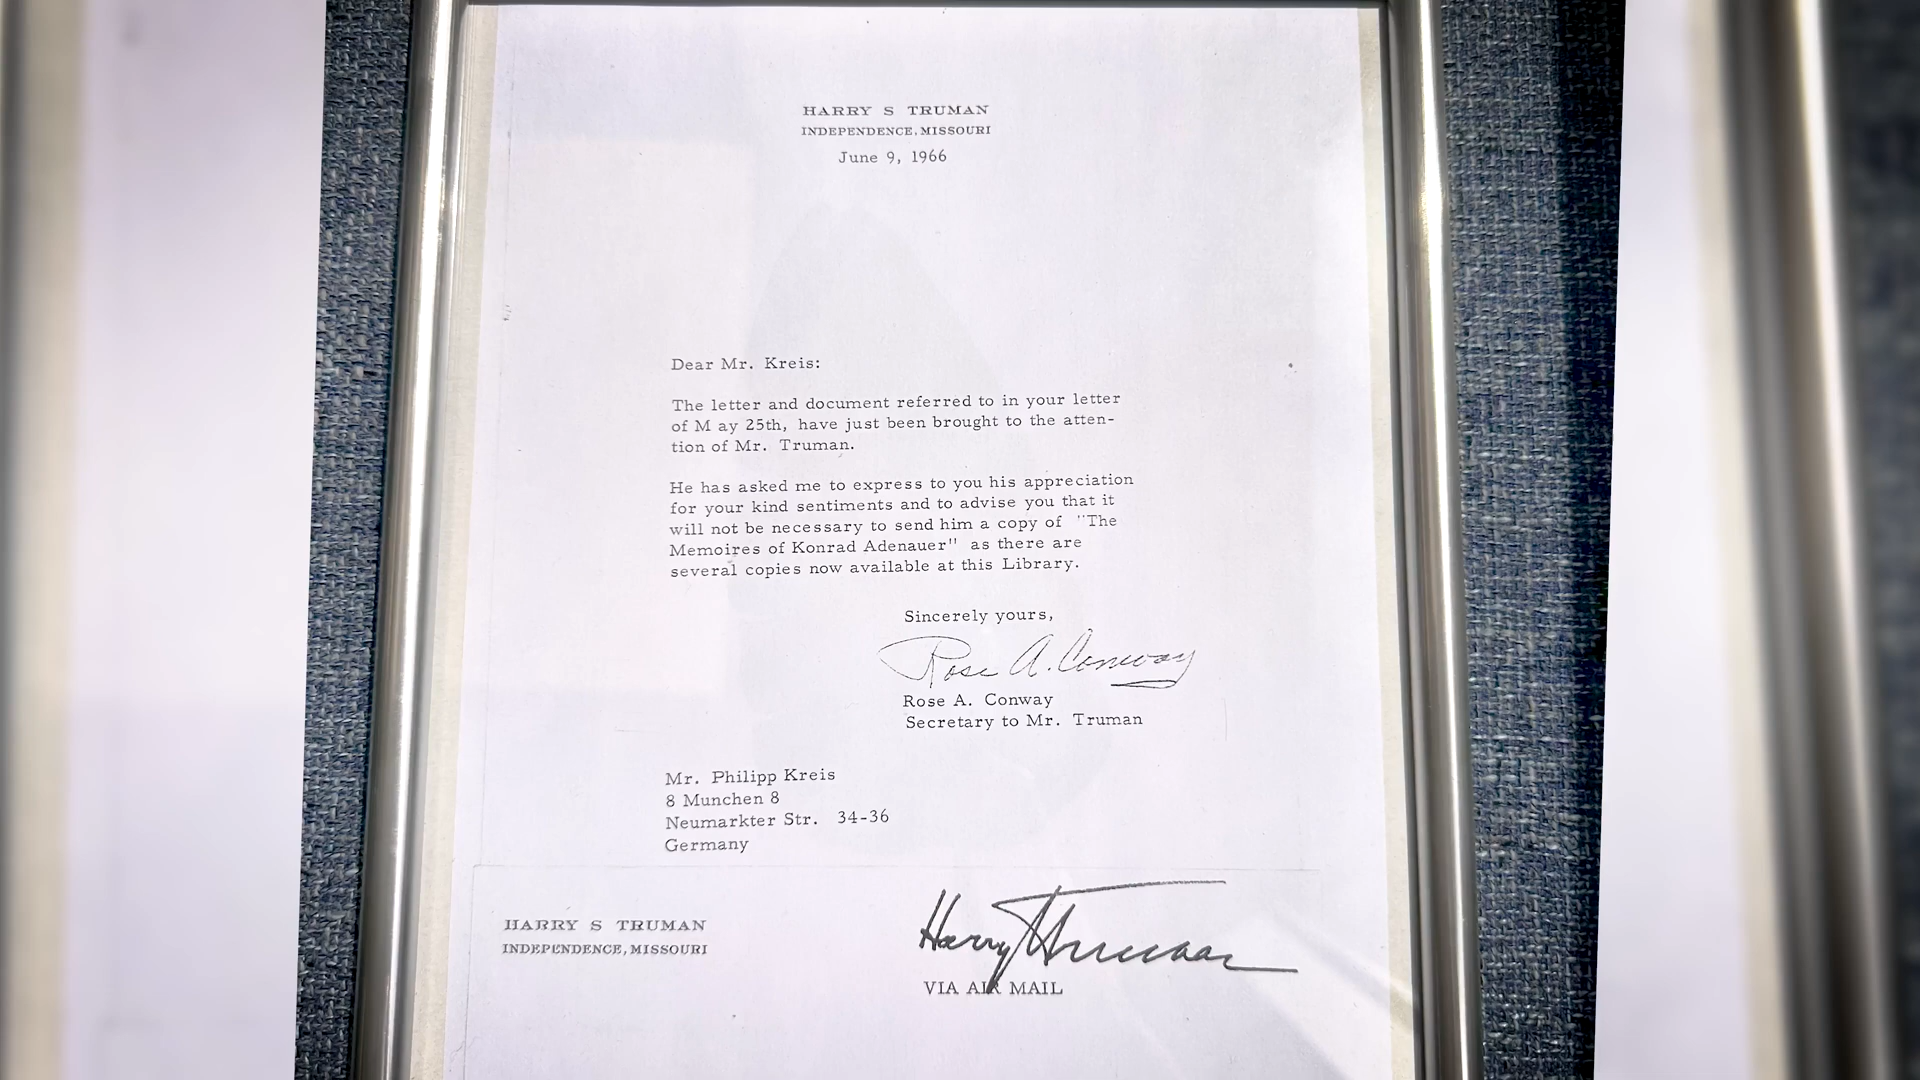 HARRY S TRUMAN
INDEPENDENCE, MISSOURI
June 9, 1966
Dear Mr. Kreis:
The letter and document referred to in your letter
of M ay 25th, have just been brought to the atten-
tion of Mr. Truman.
He has asked me to express to you his appreciation
for your kind sentiments and to advise you that it
will not be necessary to send him a copy of "The
Memoires of Konrad Adenauer" as there are
several copies now available at this Library.
Sincerely yours,
Rose A. Conway
Rose A. Conway
Secretary to Mr. Truman
Mr. Philipp Kreis
8 Munchen 8
Neumarkter Str. 34-36
Germany
HARRY S TRUMAN
INDEPENDENCE, MISSOURI
Harry S Truman
VIA AIR MAIL